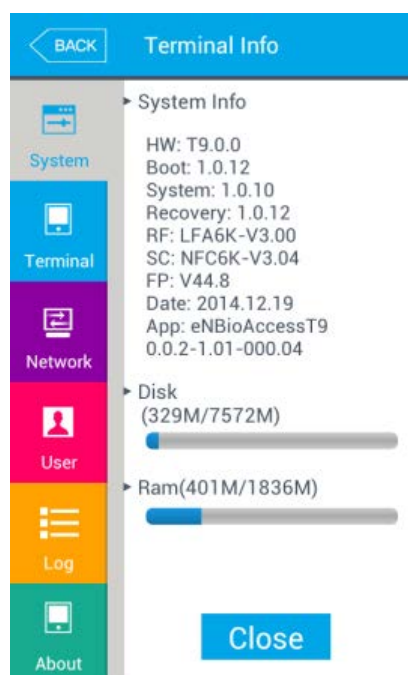 BACK
Terminal Info
System
Terminal
Network
User
Log
About
System Info
HW: T9.0.0
Boot: 1.0.12
System: 1.0.10
Recovery: 1.0.12
RF: LFA6K-V3.00
SC: NFC6K-V3.04
FP: V44.8
Date: 2014.12.19
App: eNBioAccessT9
0.0.2-1.01-000.04
Disk
(329M/7572M)
Ram(401M/1836M)
Close